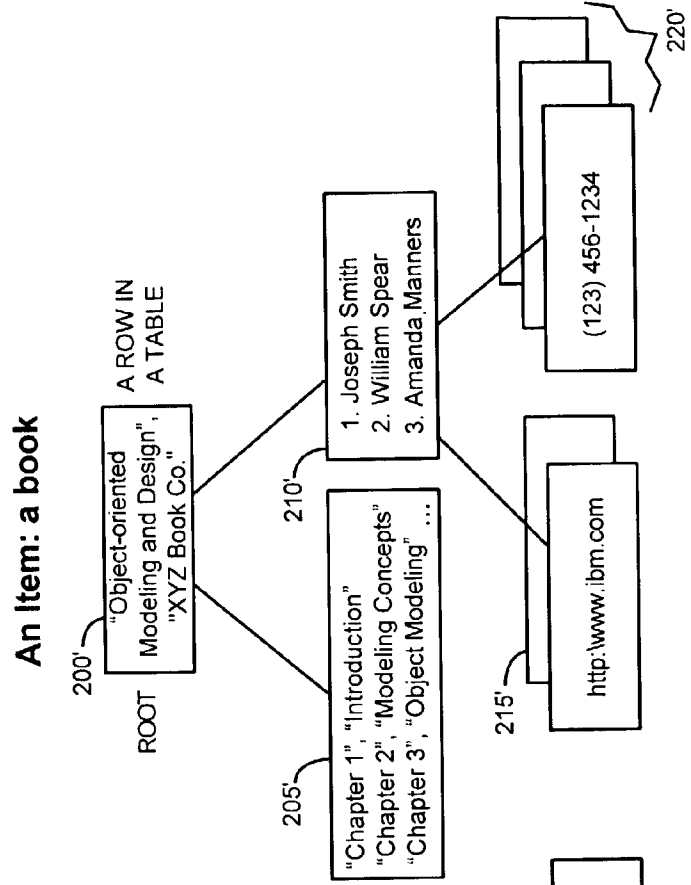 An Item: a book
200'
ROOT
"Object-oriented
Modeling and Design",
"XYZ Book Co."
A ROW IN
A TABLE
205'
"Chapter 1", "Introduction"
"Chapter 2", "Modeling Concepts"
"Chapter 3", "Object Modeling" ...
210'
1. Joseph Smith
2. William Spear
3. Amanda Manners
215'
http:\www.ibm.com
(123) 456-1234
220'